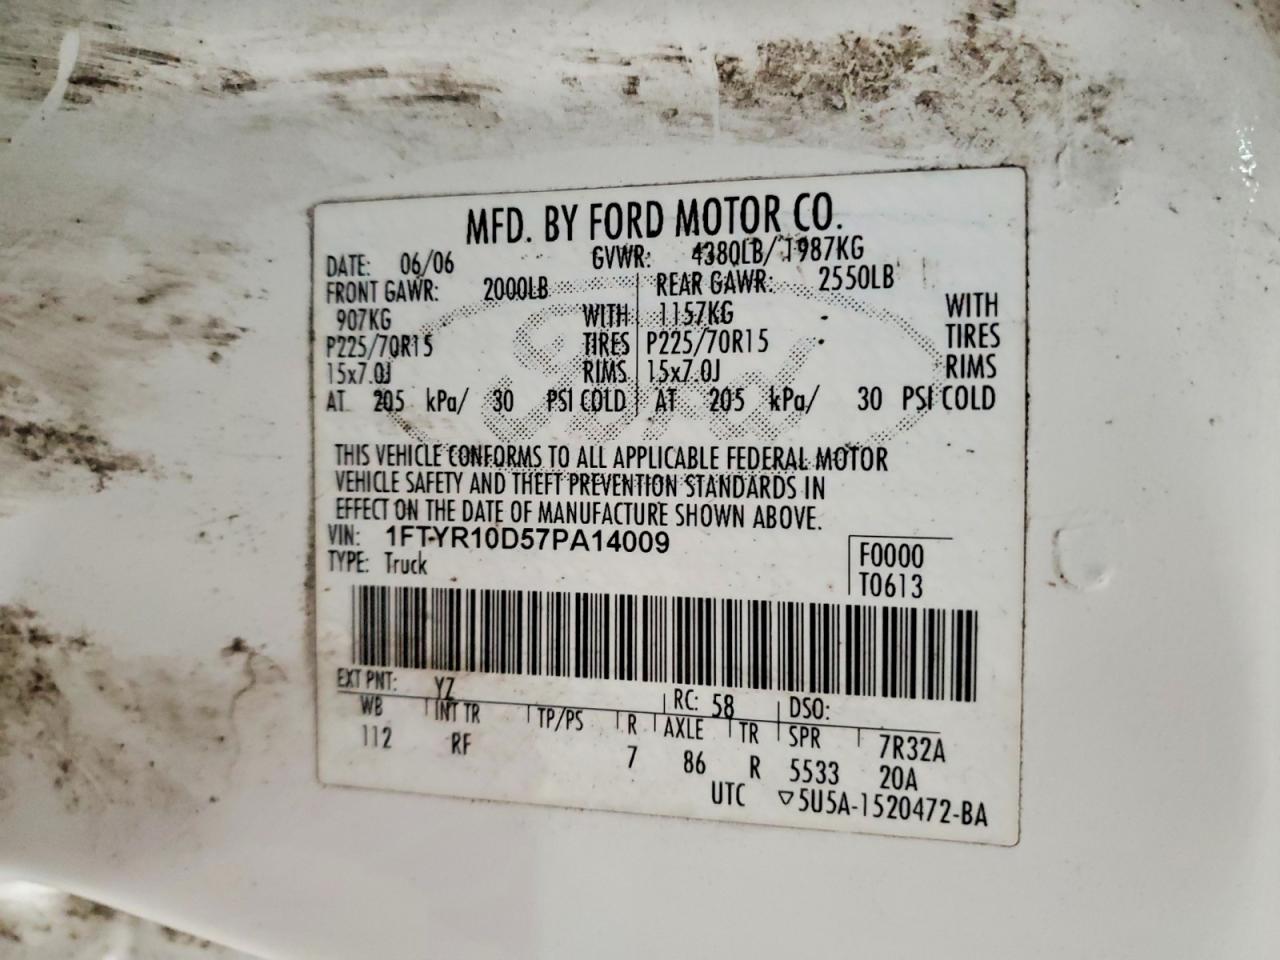 MFD. BY FORD MOTOR CO.
DATE: 06/06 GVWR: 4380LB/ 1987KG
FRONT GAWR: 2000LB REAR GAWR: 2550LB
907KG WITH 1157KG WITH
P225/70R15 TIRES P225/70R15 TIRES
15x7.0J RIMS 15x7.0J RIMS
AT 205 kPa/ 30 PSI COLD AT 205 kPa/ 30 PSI COLD
THIS VEHICLE CONFORMS TO ALL APPLICABLE FEDERAL MOTOR
VEHICLE SAFETY AND THEFT PREVENTION STANDARDS IN
EFFECT ON THE DATE OF MANUFACTURE SHOWN ABOVE.
VIN: 1FTYR10D57PA14009
TYPE: Truck
F0000
T0613
EXT PNT: YZ RC: 58 DSO:
WB INT TR TP/PS R AXLE TR SPR 7R32A
112 RF 7 86 R 5533 20A
UTC ▽5U5A-1520472-BA
Ford